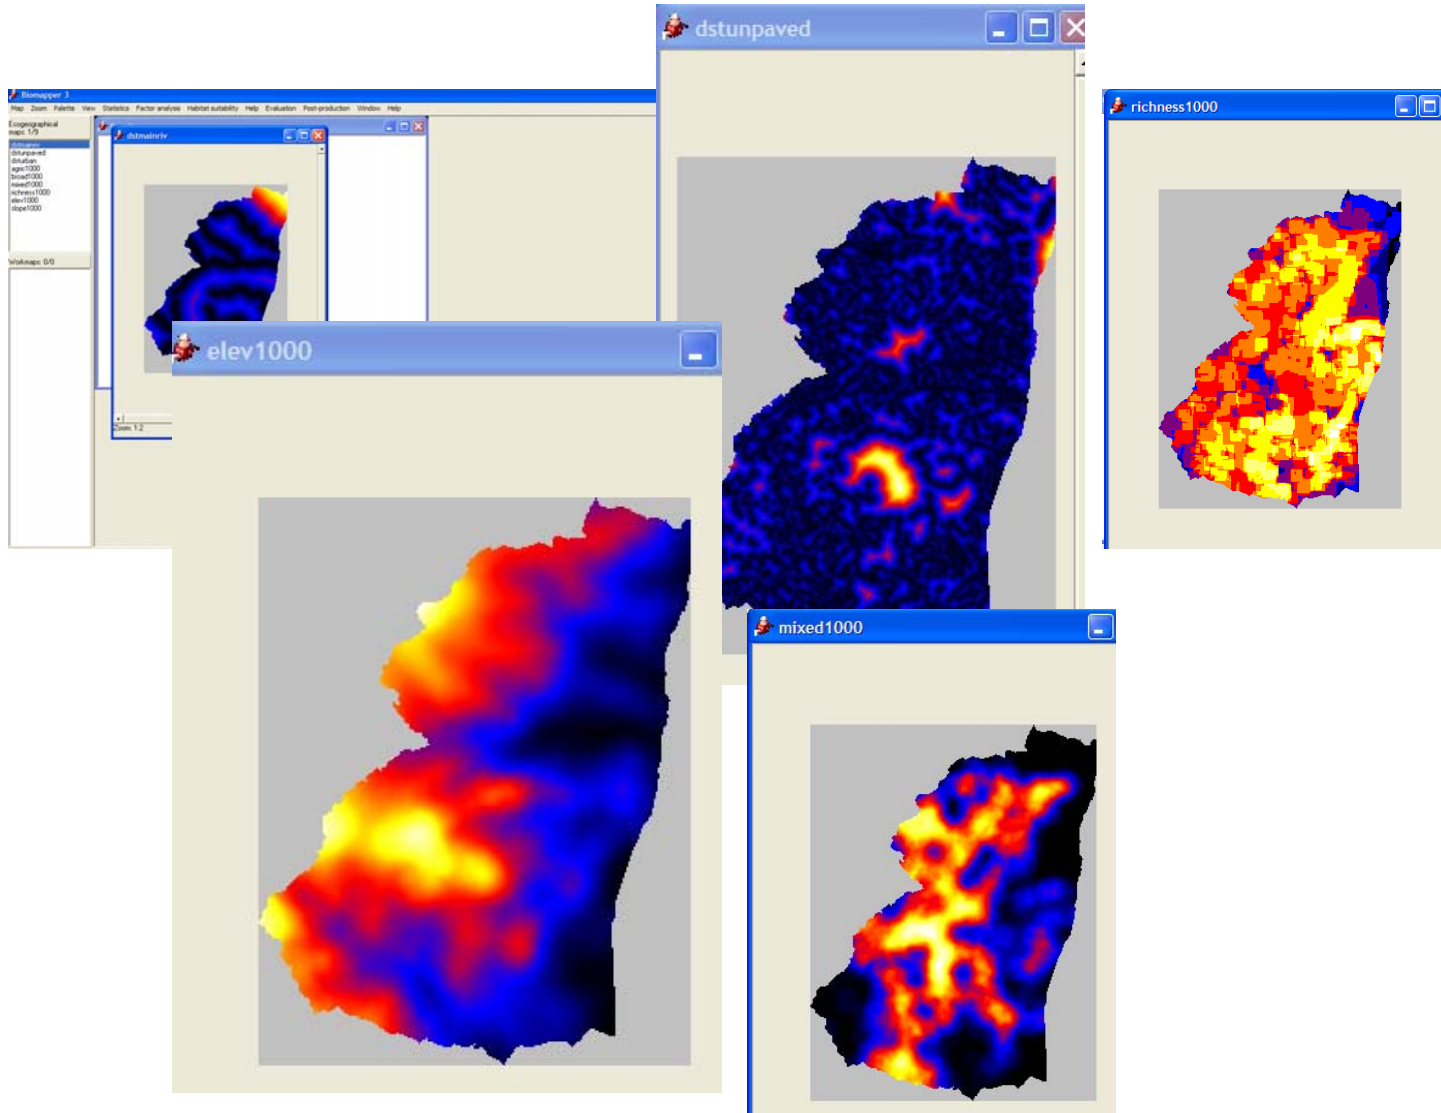 dstunpaved
Biomapper 3
Map Zoom Palette View Statistics Factor analysis Habitat suitability Help Evaluation Post-production Window Help
Ecogeographical
maps: 1/9
dstmainriv
dstunpaved
dsturban
agric1000
broad1000
mixed1000
richness1000
elev1000
slope1000
Workmaps: 0/0
dstmainriv
Zoom: 1:2
richness1000
elev1000
mixed1000